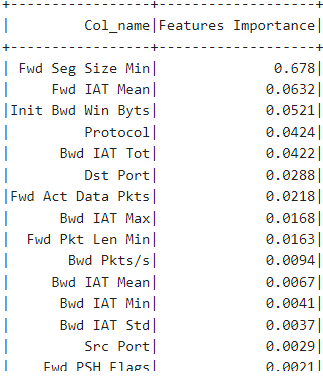 +--------------------+-------------------+
| Col_name|Features Importance|
+--------------------+-------------------+
| Fwd Seg Size Min| 0.678|
| Fwd IAT Mean| 0.0632|
|Init Bwd Win Byts| 0.0521|
| Protocol| 0.0424|
| Bwd IAT Tot| 0.0422|
| Dst Port| 0.0288|
|Fwd Act Data Pkts| 0.0218|
| Bwd IAT Max| 0.0168|
| Fwd Pkt Len Min| 0.0163|
| Bwd Pkts/s| 0.0094|
| Bwd IAT Mean| 0.0067|
| Bwd IAT Min| 0.0041|
| Bwd IAT Std| 0.0037|
| Src Port| 0.0029|
| Fwd PSH Flags| 0.0021|